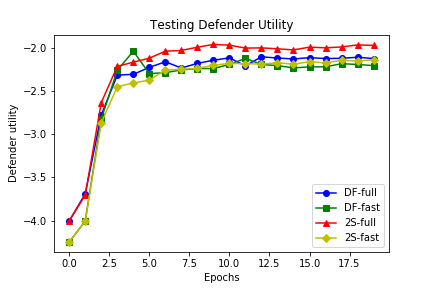 Testing Defender Utility
Defender utility
−2.0
−2.5
−3.0
−3.5
−4.0
0.0 2.5 5.0 7.5 10.0 12.5 15.0 17.5
Epochs
DF-full
DF-fast
2S-full
2S-fast